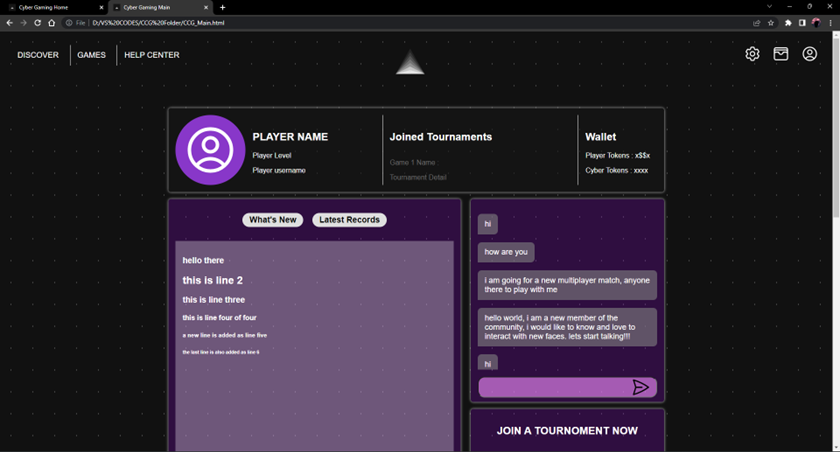 Cyber Gaming Home
Cyber Gaming Main
File
D:/VS%20CODES/CCG%20Folder/CCG_Main.html
DISCOVER
GAMES
HELP CENTER
PLAYER NAME
Player Level
Player username
Joined Tournaments
Game 1 Name
Tournament Detail
Wallet
Player Tokens : x$$x
Cyber Tokens : xxxx
What's New
Latest Records
hello there
this is line 2
this is line three
this is line four of four
a new line is added as line five
the last line is also added as line 6
hi
how are you
i am going for a new multiplayer match, anyone
there to play with me
hello world, i am a new member of the
community, i would like to know and love to
interact with new faces. lets start talking!!!!
hi
JOIN A TOURNOMENT NOW